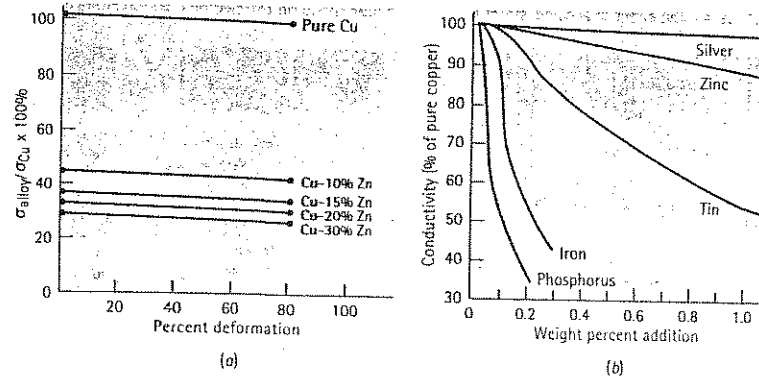 σalloy/σCu x 100%
100
80
60
40
20
0
Pure Cu
Cu-10% Zn
Cu-15% Zn
Cu-20% Zn
Cu-30% Zn
20 40 60 80 100
Percent deformation
(a)
Conductivity (% of pure copper)
100
90
80
70
60
50
40
30
Silver
Zinc
Tin
Iron
Phosphorus
0 0.2 0.4 0.6 0.8 1.0
Weight percent addition
(b)